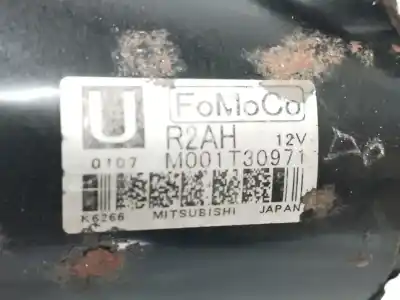 U FoMoCo
R2AH 12V
0107 M001T30971
K6266 MITSUBISHI JAPAN